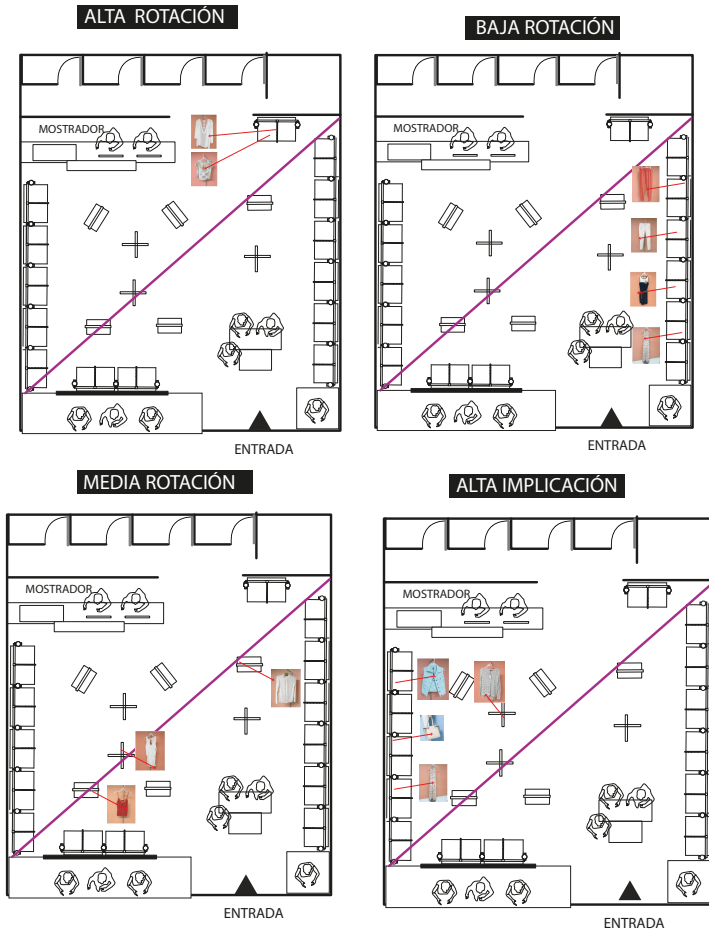 ALTA ROTACIÓN
BAJA ROTACIÓN
MOSTRADOR
MOSTRADOR
ENTRADA
ENTRADA
MEDIA ROTACIÓN
ALTA IMPLICACIÓN
MOSTRADOR
MOSTRADOR
ENTRADA
ENTRADA